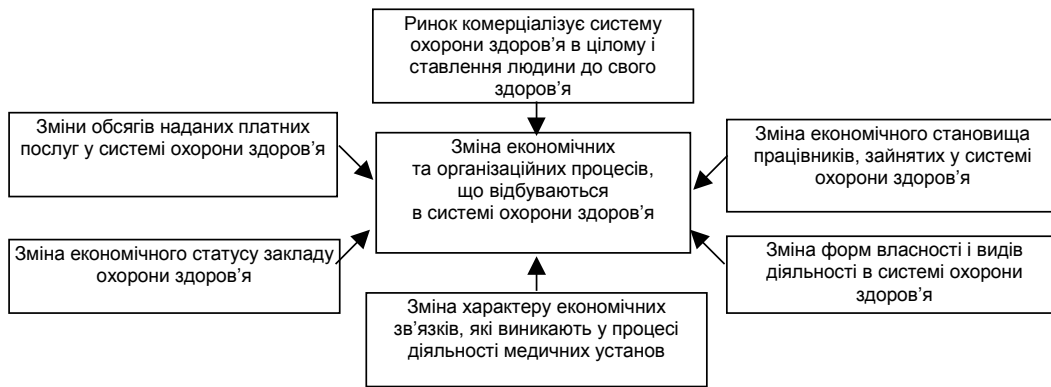 Ринок комерціалізує систему
охорони здоров’я в цілому і
ставлення людини до свого
здоров’я
Зміни обсягів наданих платних
послуг у системі охорони здоров’я
Зміна економічних
та організаційних процесів,
що відбуваються
в системі охорони здоров’я
Зміна економічного становища
працівників, зайнятих у системі
охорони здоров’я
Зміна економічного статусу закладу
охорони здоров’я
Зміна форм власності і видів
діяльності в системі охорони
здоров’я
Зміна характеру економічних
зв’язків, які виникають у процесі
діяльності медичних установ